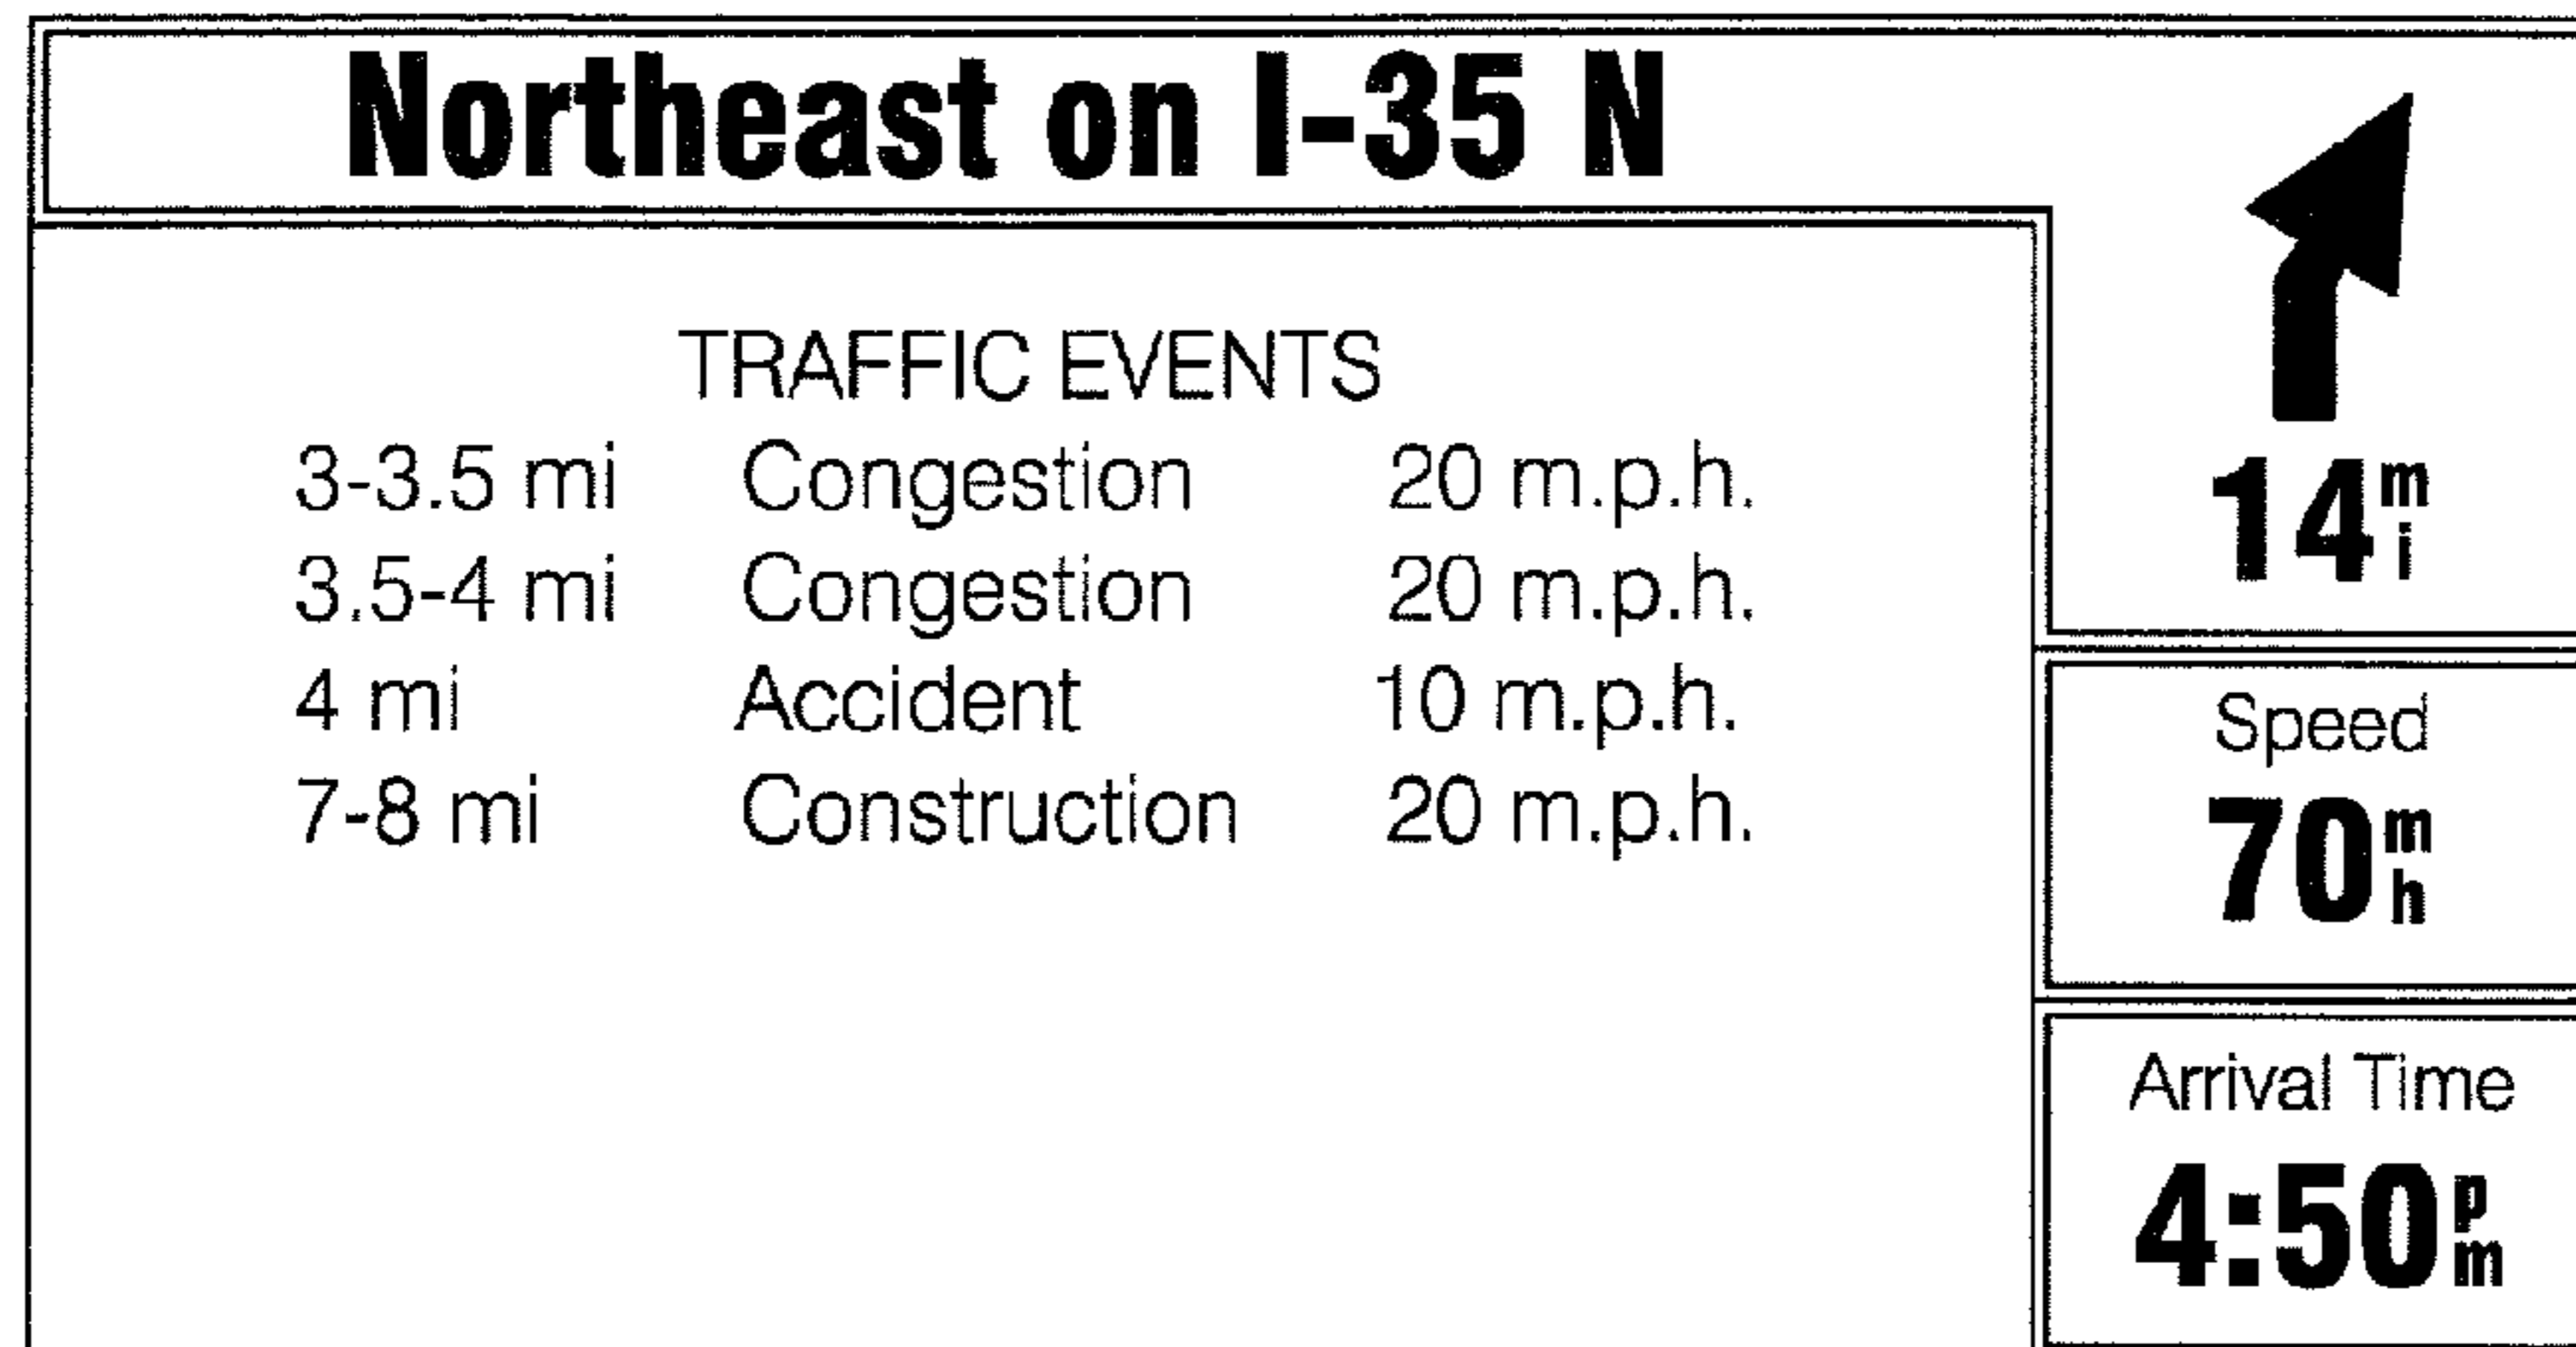 Northeast on I-35 N
TRAFFIC EVENTS
3-3.5 mi Congestion 20 m.p.h.
3.5-4 mi Congestion 20 m.p.h.
4 mi Accident 10 m.p.h.
7-8 mi Construction 20 m.p.h.
14 mi
Speed
70 mh
Arrival Time
4:50 pm